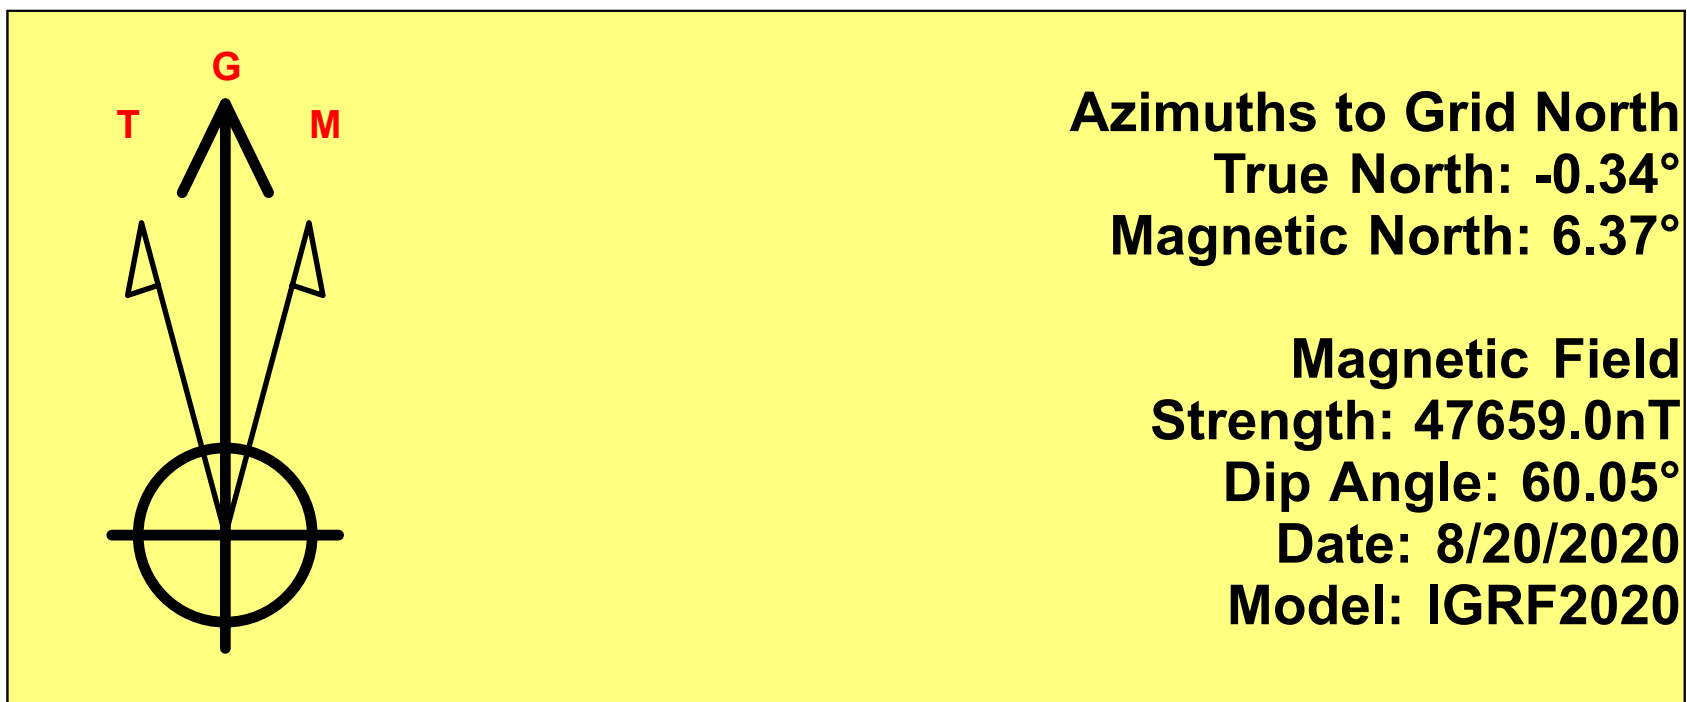 G
T
M
Azimuths to Grid North
True North: -0.34°
Magnetic North: 6.37°
Magnetic Field
Strength: 47659.0nT
Dip Angle: 60.05°
Date: 8/20/2020
Model: IGRF2020